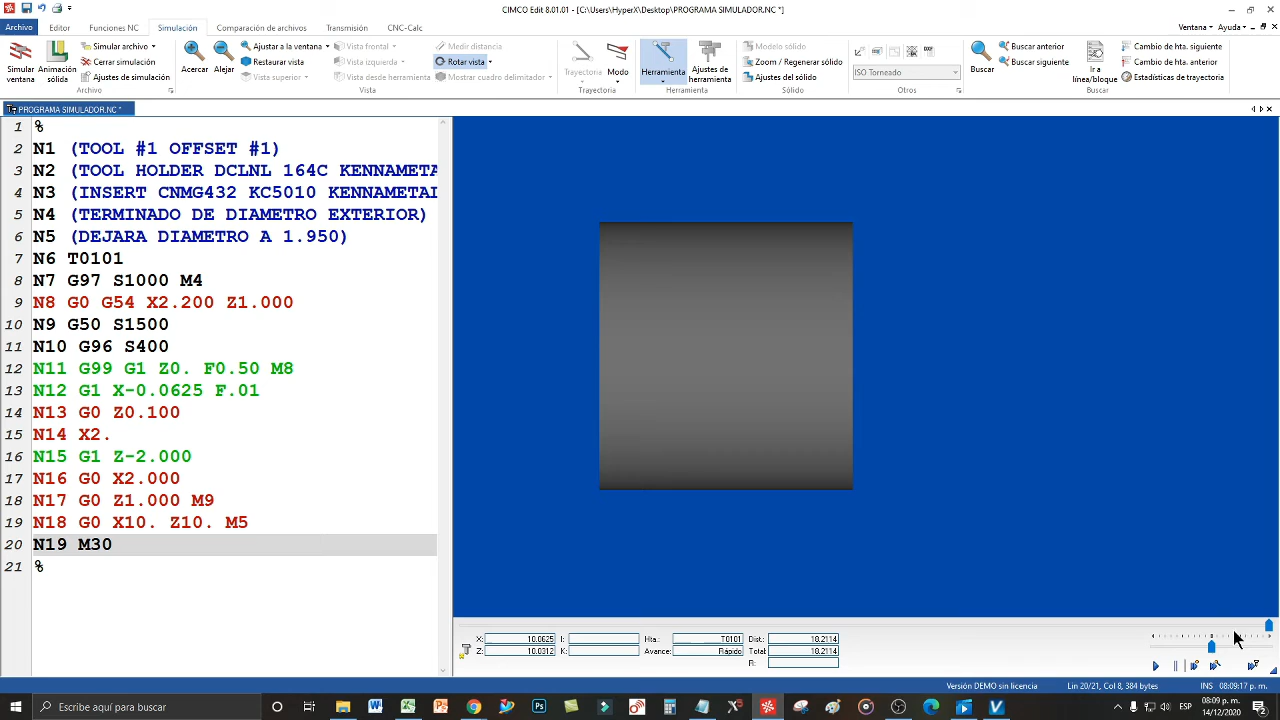 CIMCO Edit 8.01.01 - [C:\Users\HyperX\Desktop\PROGRAMA SIMULADOR.NC *]
Archivo Editor Funciones NC Simulación Comparación de archivos Transmisión CNC-Calc Ventana Ayuda
Simular ventana
Animación sólida
Simular archivo
Cerrar simulación
Ajustes de simulación
Archivo
Acercar
Alejar
Ajustar a la ventana
Restaurar vista
Vista superior
Vista frontal
Vista izquierda
Vista desde herramienta
Medir distancia
Rotar vista
Mostrar cuadro delimitador
Vista
Trayectoria
Modo
Trayectoria
Herramienta
Ajustes de herramienta
Herramienta
Modelo sólido
Zoom / Regenerar sólido
Ajustes del sólido
Sólido
ISO Torneado
Otros
Buscar
Buscar anterior
Buscar siguiente
Ir a línea/bloque
Cambio de hta. siguiente
Cambio de hta. anterior
Estadísticas de trayectoria
Buscar
PROGRAMA SIMULADOR.NC *
1 %
2 N1 (TOOL #1 OFFSET #1)
3 N2 (TOOL HOLDER DCLNL 164C KENNAMETA
4 N3 (INSERT CNMG432 KC5010 KENNAMETAL
5 N4 (TERMINADO DE DIAMETRO EXTERIOR)
6 N5 (DEJARA DIAMETRO A 1.950)
7 N6 T0101
8 N7 G97 S1000 M4
9 N8 G0 G54 X2.200 Z1.000
10 N9 G50 S1500
11 N10 G96 S400
12 N11 G99 G1 Z0. F0.50 M8
13 N12 G1 X-0.0625 F.01
14 N13 G0 Z0.100
15 N14 X2.
16 N15 G1 Z-2.000
17 N16 G0 X2.000
18 N17 G0 Z1.000 M9
19 N18 G0 X10. Z10. M5
20 N19 M30
21 %
X: 10.0625 I: Hta.: T0101 Dist.: 18.2114
Z: 10.0312 K: Avance: Rápido Total: 18.2114
R:
Versión DEMO sin licencia Lin 20/21, Col 8, 384 bytes INS 08:09:17 p. m.
Escribe aquí para buscar
ESP
08:09 p. m.
14/12/2020